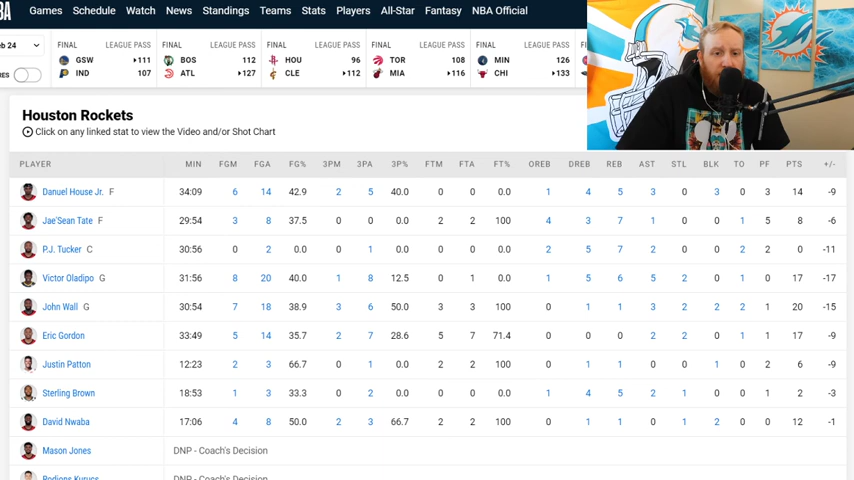 Games Schedule Watch News Standings Teams Stats Players All-Star Fantasy NBA Official
24
FINAL LEAGUE PASS
GSW 111
IND 107
FINAL LEAGUE PASS
BOS 112
ATL 127
FINAL LEAGUE PASS
HOU 96
CLE 112
FINAL LEAGUE PASS
TOR 108
MIA 116
FINAL LEAGUE PASS
MIN 126
CHI 133
Houston Rockets
Click on any linked stat to view the Video and/or Shot Chart
PLAYER MIN FGM FGA FG% 3PM 3PA 3P% FTM FTA FT% OREB DREB REB AST STL BLK TO PF PTS +/-
Danuel House Jr. F 34:09 6 14 42.9 2 5 40.0 0 0 0.0 1 4 5 3 0 3 0 3 14 -9
Jae'Sean Tate F 29:54 3 8 37.5 0 0 0.0 2 2 100 4 3 7 1 0 0 1 5 8 -6
P.J. Tucker C 30:56 0 2 0.0 0 1 0.0 0 0 0.0 2 5 7 2 0 0 2 2 0 -11
Victor Oladipo G 31:56 8 20 40.0 1 8 12.5 0 1 0.0 1 5 6 5 2 0 1 0 17 -17
John Wall G 30:54 7 18 38.9 3 6 50.0 3 3 100 0 1 1 3 2 2 2 1 20 -15
Eric Gordon 33:49 5 14 35.7 2 7 28.6 5 7 71.4 0 0 0 2 2 0 1 1 17 -9
Justin Patton 12:23 2 3 66.7 0 1 0.0 2 2 100 0 1 1 0 0 1 0 2 6 -9
Sterling Brown 18:53 1 3 33.3 0 2 0.0 0 0 0.0 1 4 5 2 1 0 0 1 2 -3
David Nwaba 17:06 4 8 50.0 2 3 66.7 2 2 100 0 1 1 0 1 2 0 0 12 -1
Mason Jones DNP - Coach's Decision
Rodions Kurucs DNP - Coach's Decision